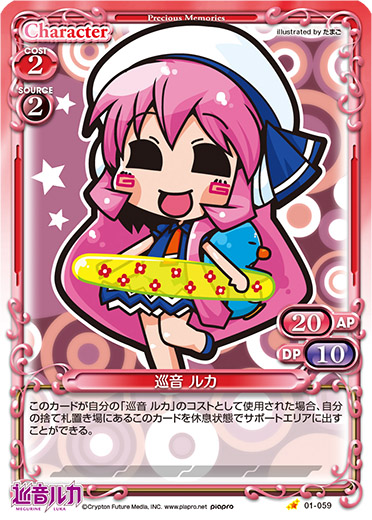 Precious Memories
Character
illustrated by たまご
COST
2
SOURCE
2
20 AP
DP 10
巡音 ルカ
このカードが自分の「巡音 ルカ」のコストとして使用された場合、自分
の捨て札置き場にあるこのカードを休息状態でサポートエリアに出す
ことができる。
巡音ルカ
MEGURINE LUKA
©Crypton Future Media, INC. www.piapro.net piapro
01-059